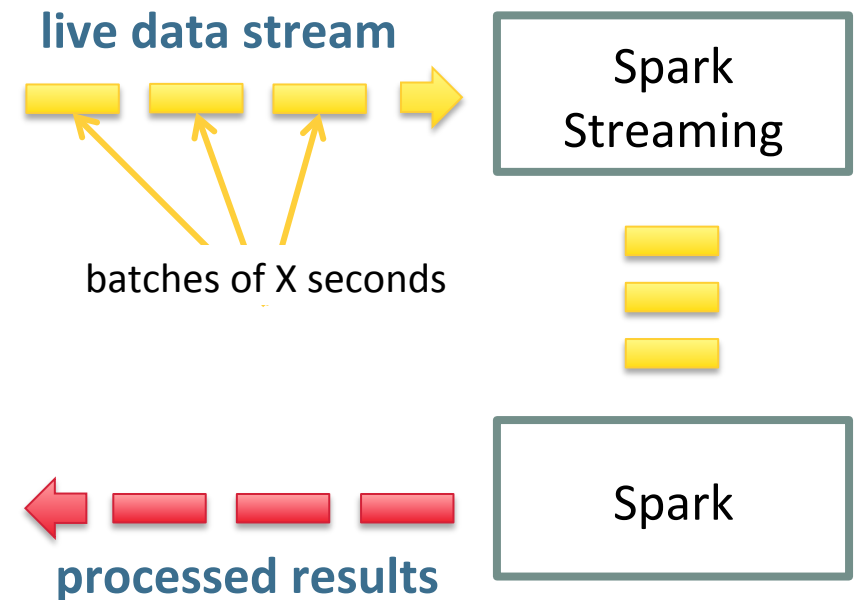 live data stream
Spark
Streaming
batches of X seconds
Spark
processed results